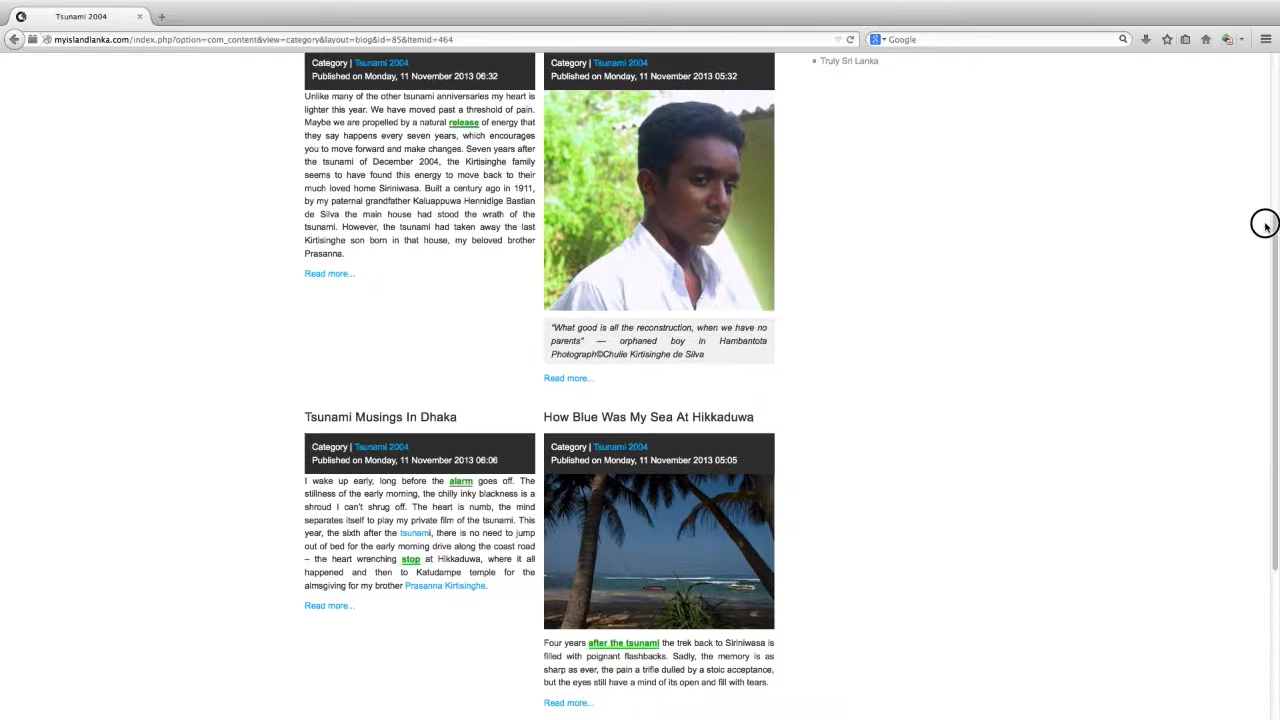 Tsunami 2004
myislandlanka.com/index.php?option=com_content&view=category&layout=blog&id=85&Itemid=464
Google
Category | Tsunami 2004
Published on Monday, 11 November 2013 06:32
Unlike many of the other tsunami anniversaries my heart is
lighter this year. We have moved past a threshold of pain.
Maybe we are propelled by a natural release of energy that
they say happens every seven years, which encourages
you to move forward and make changes. Seven years after
the tsunami of December 2004, the Kirtisinghe family
seems to have found this energy to move back to their
much loved home Siriniwasa. Built a century ago in 1911,
by my paternal grandfather Kaluappuwa Hennidige Bastian
de Silva the main house had stood the wrath of the
tsunami. However, the tsunami had taken away the last
Kirtisinghe son born in that house, my beloved brother
Prasanna.
Read more...
Category | Tsunami 2004
Published on Monday, 11 November 2013 05:32
"What good is all the reconstruction, when we have no
parents" — orphaned boy in Hambantota
Photograph©Chulie Kirtisinghe de Silva
Read more...
Truly Sri Lanka
Tsunami Musings In Dhaka
Category | Tsunami 2004
Published on Monday, 11 November 2013 06:06
I wake up early, long before the alarm goes off. The
stillness of the early morning, the chilly inky blackness is a
shroud I can't shrug off. The heart is numb, the mind
separates itself to play my private film of the tsunami. This
year, the sixth after the tsunami, there is no need to jump
out of bed for the early morning drive along the coast road
– the heart wrenching stop at Hikkaduwa, where it all
happened and then to Katudampe temple for the
almsgiving for my brother Prasanna Kirtisinghe.
Read more...
How Blue Was My Sea At Hikkaduwa
Category | Tsunami 2004
Published on Monday, 11 November 2013 05:05
Four years after the tsunami the trek back to Siriniwasa is
filled with poignant flashbacks. Sadly, the memory is as
sharp as ever, the pain a trifle dulled by a stoic acceptance,
but the eyes still have a mind of its open and fill with tears.
Read more...